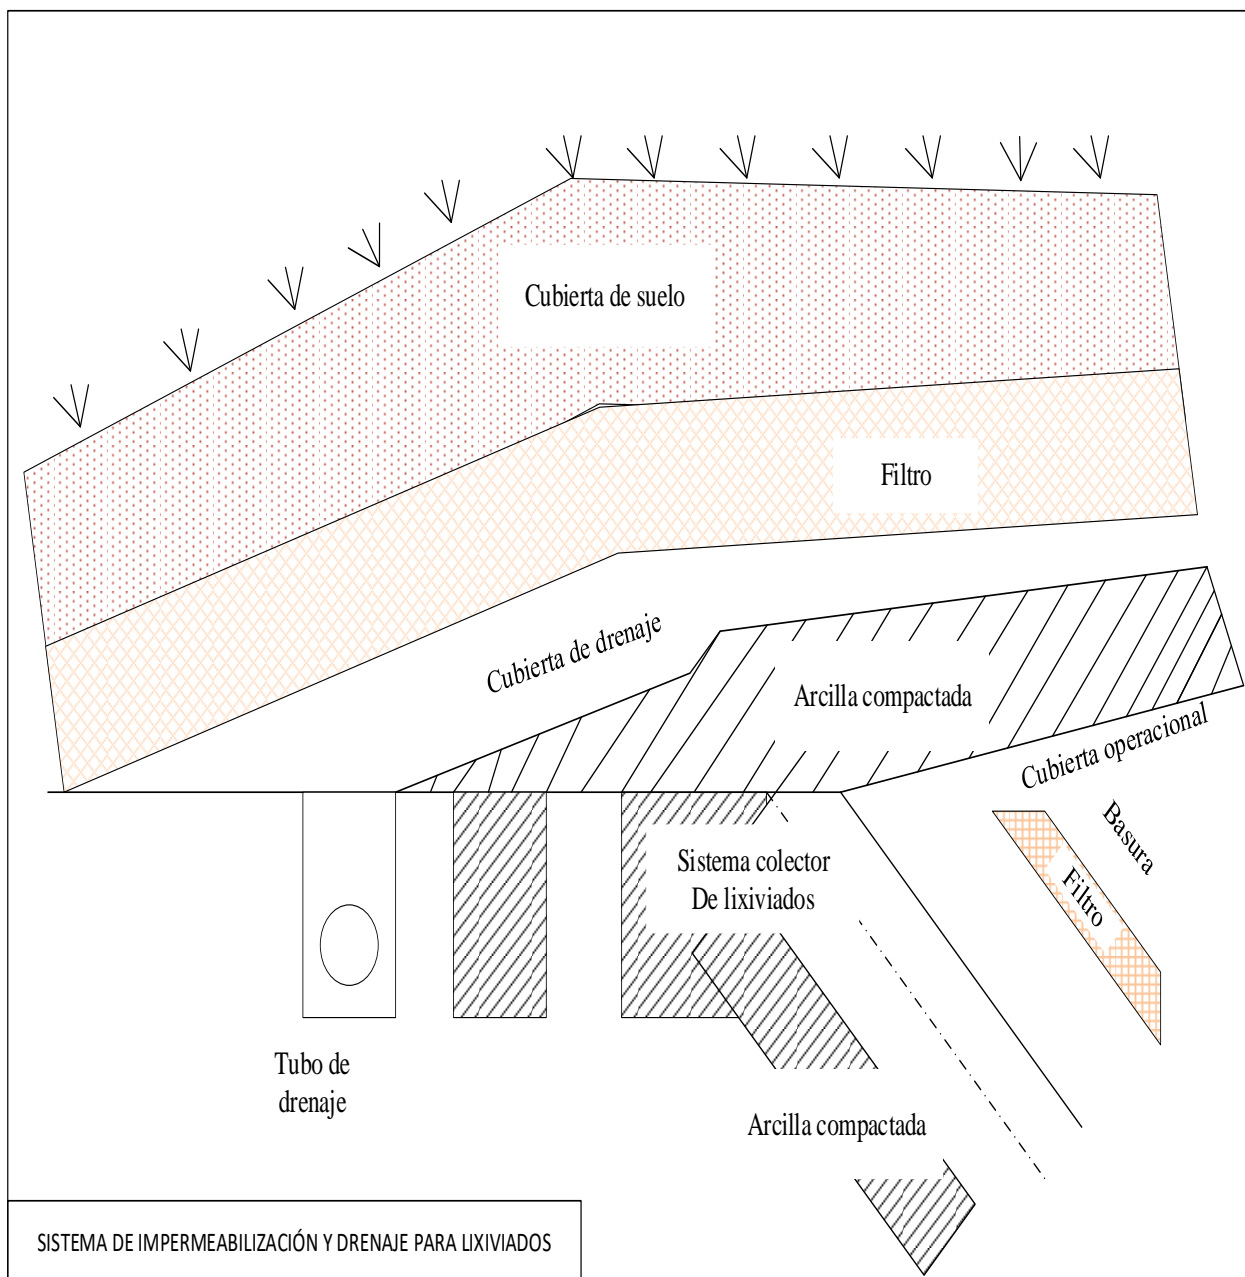 Cubierta de suelo
Filtro
Cubierta de drenaje
Arcilla compactada
Cubierta operacional
Basura
Filtro
Sistema colector
De lixiviados
Tubo de
drenaje
Arcilla compactada
SISTEMA DE IMPERMEABILIZACIÓN Y DRENAJE PARA LIXIVIADOS